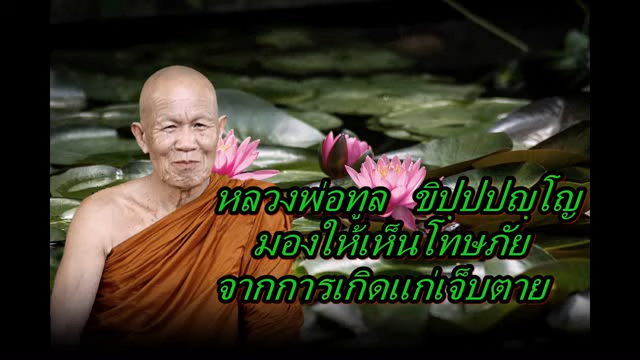 หลวงพ่อทูล ขิปฺปปญฺโญ
มองให้เห็นโทษภัย
จากการเกิดแก่เจ็บตาย